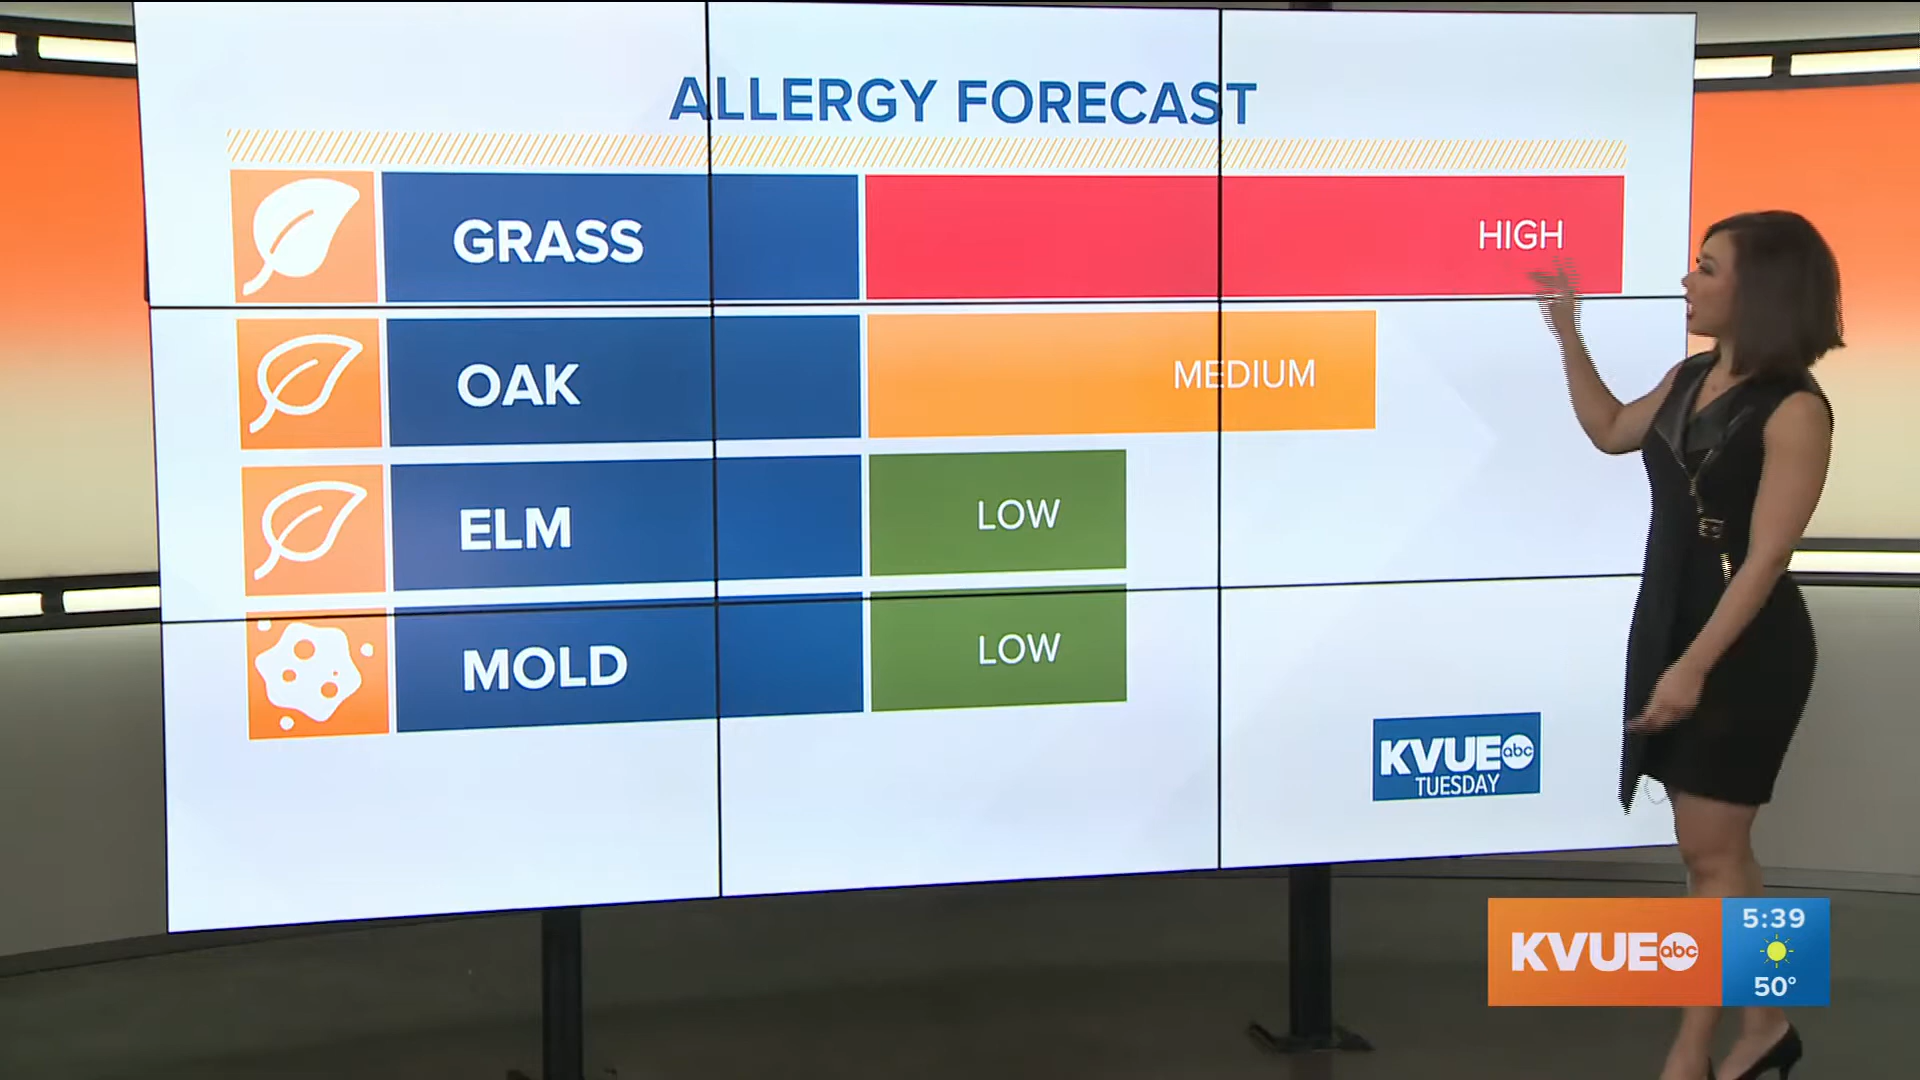 ALLERGY FORECAST
GRASS
HIGH
OAK
MEDIUM
ELM
LOW
MOLD
LOW
KVUE abc
TUESDAY
KVUE abc
5:39
50°